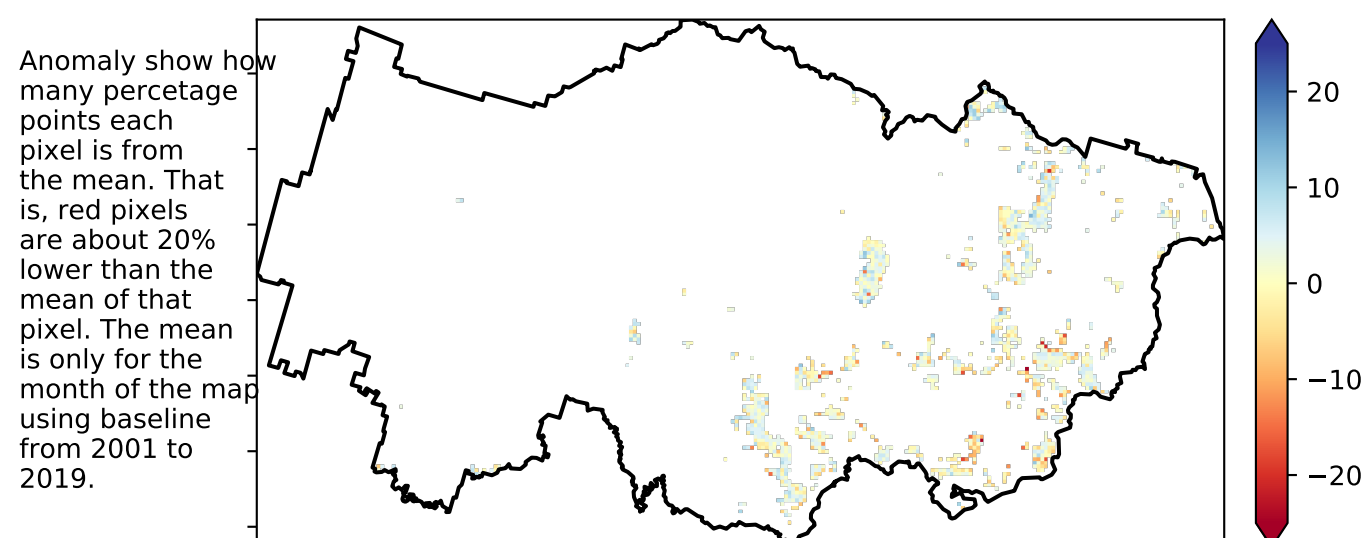 Anomaly show how
many percetage
points each
pixel is from
the mean. That
is, red pixels
are about 20%
lower than the
mean of that
pixel. The mean
is only for the
month of the map
using baseline
from 2001 to
2019.
20
10
0
−10
−20